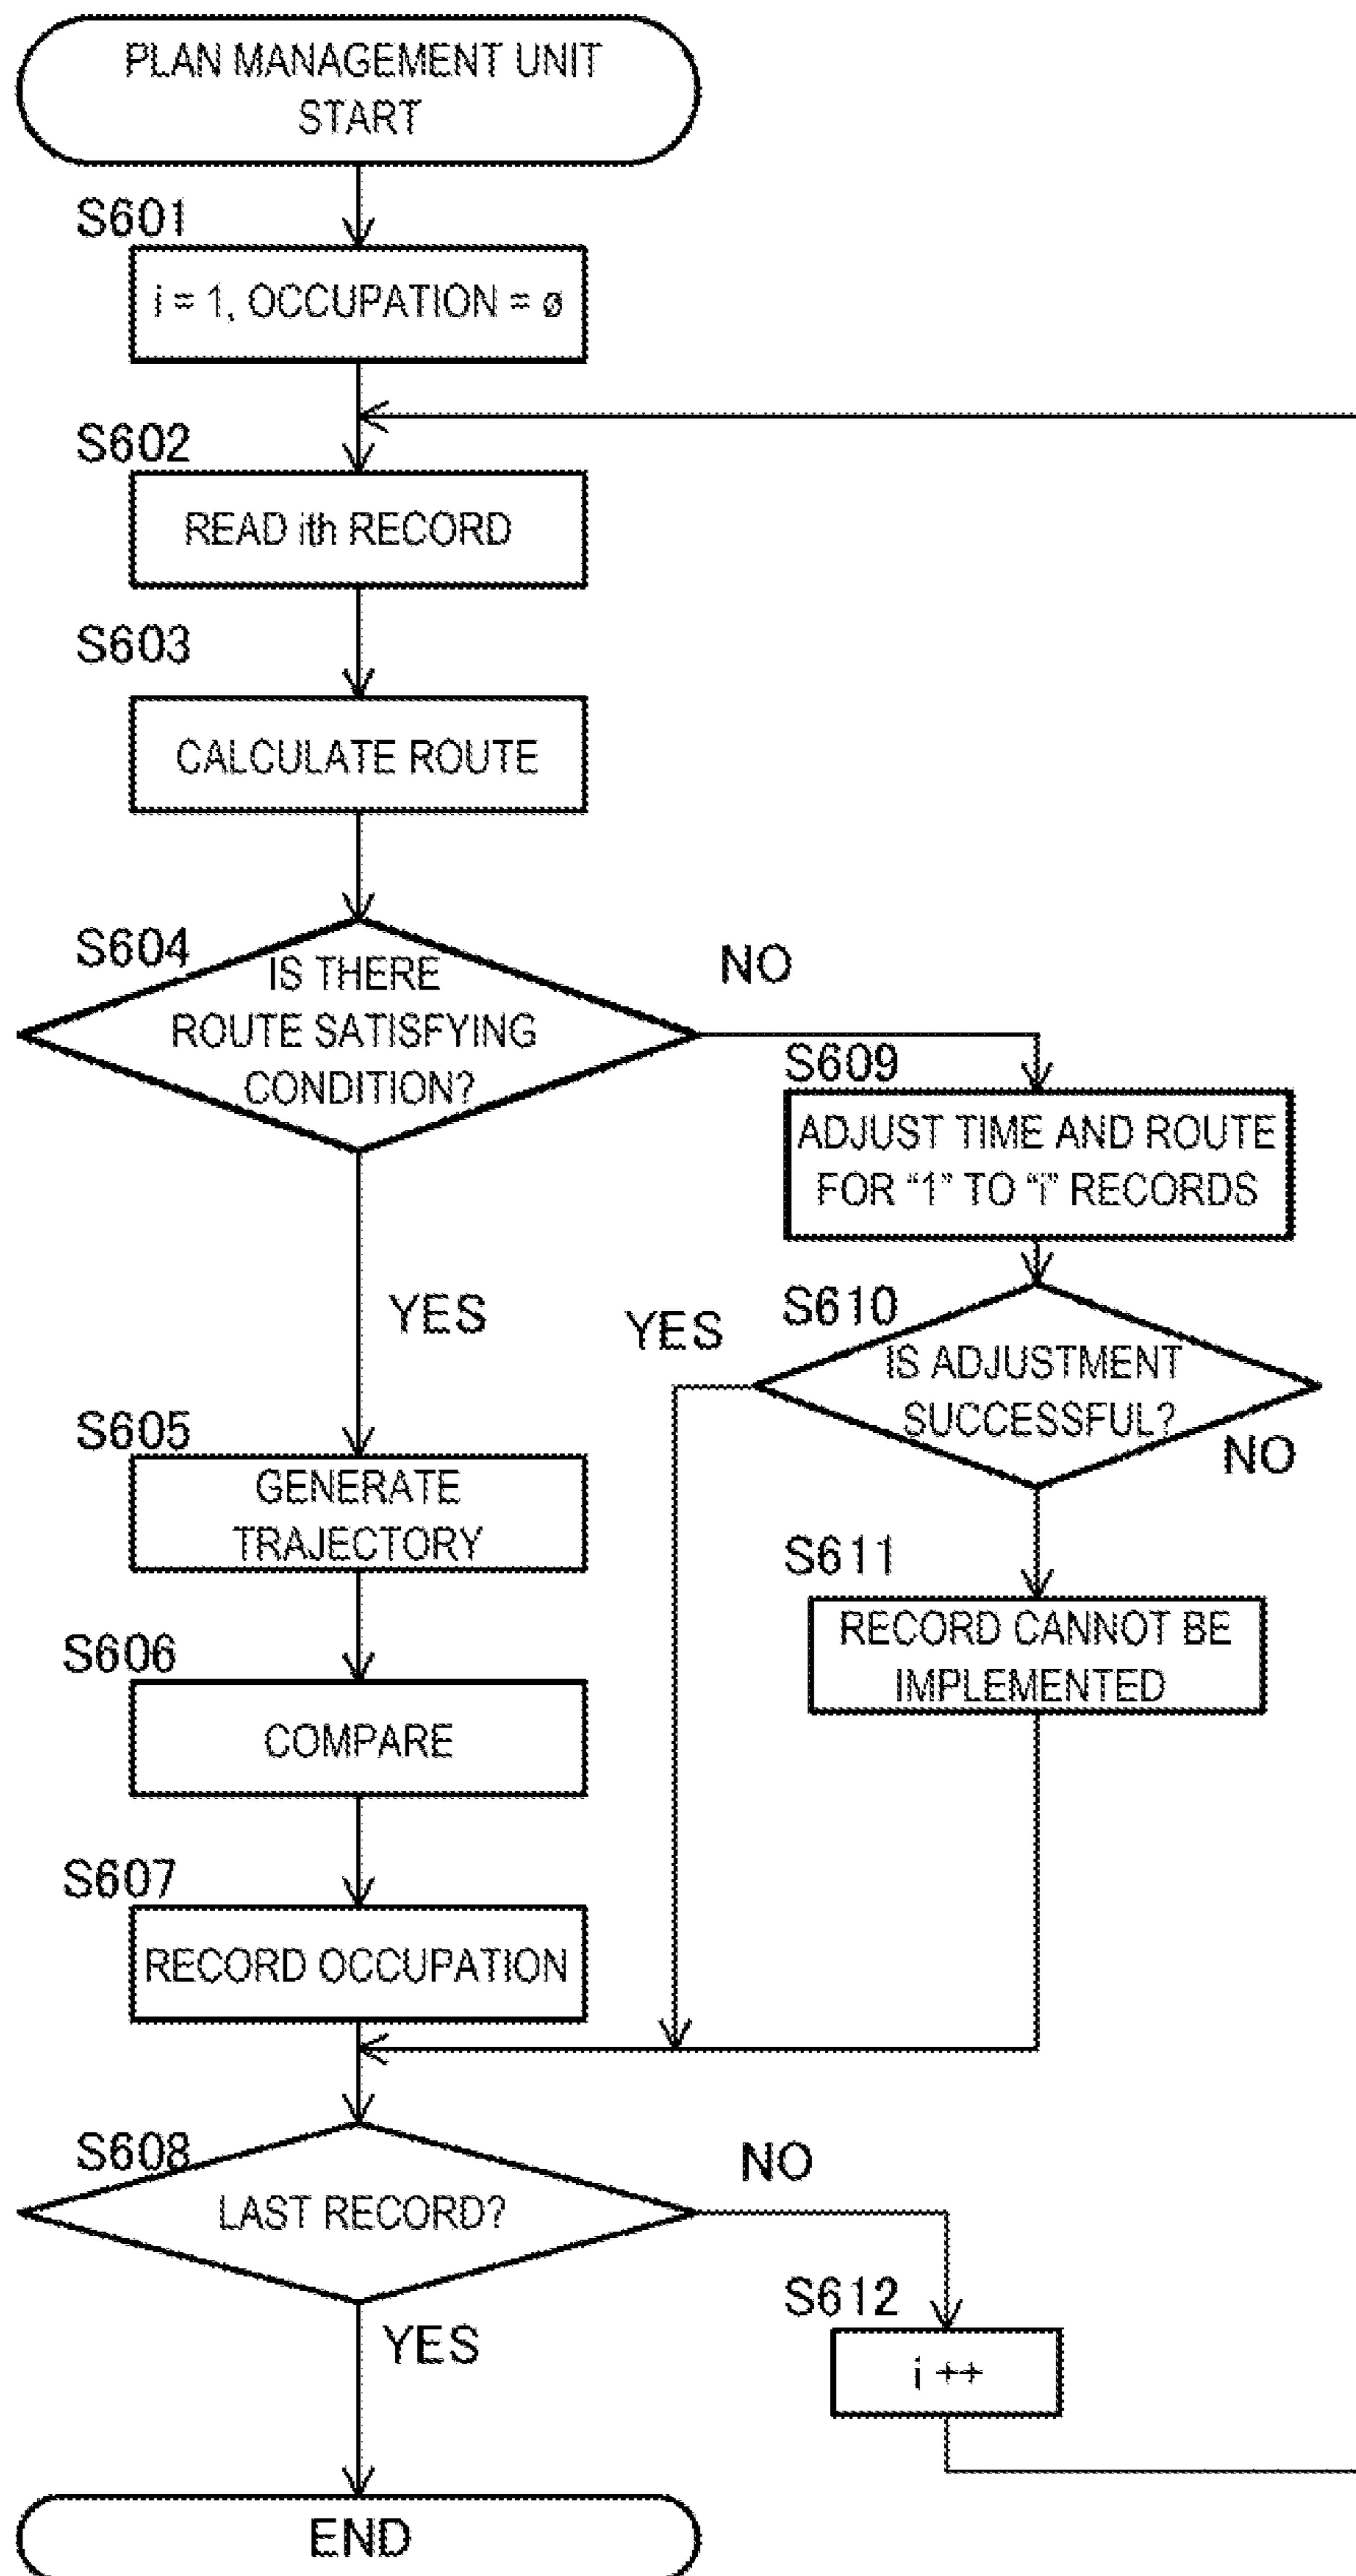 PLAN MANAGEMENT UNIT
START
S601
i = 1, OCCUPATION = ø
S602
READ ith RECORD
S603
CALCULATE ROUTE
S604
IS THERE
ROUTE SATISFYING
CONDITION?
NO
YES
S609
ADJUST TIME AND ROUTE
FOR “1” TO “i” RECORDS
S610
IS ADJUSTMENT
SUCCESSFUL?
YES
NO
S605
GENERATE
TRAJECTORY
S611
RECORD CANNOT BE
IMPLEMENTED
S606
COMPARE
S607
RECORD OCCUPATION
S608
LAST RECORD?
NO
YES
S612
i ++
END